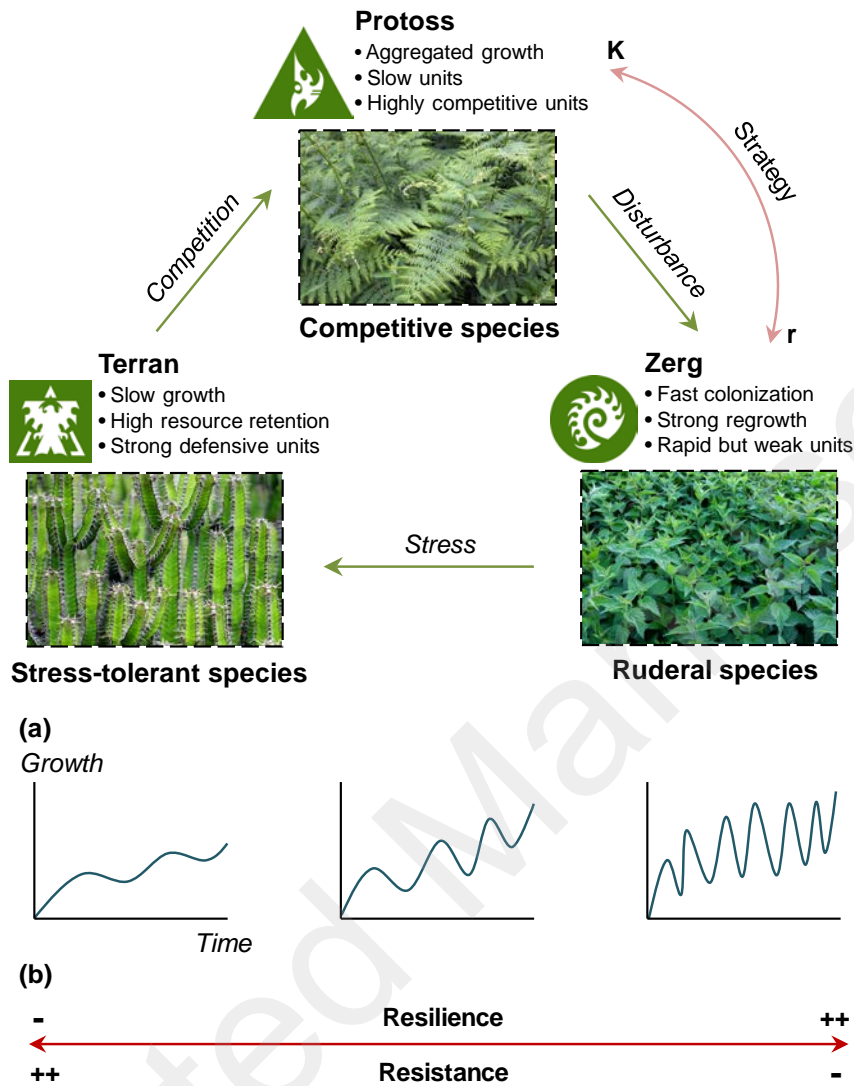 Protoss
• Aggregated growth
• Slow units
• Highly competitive units
K
Strategy
Competition
Disturbance
Competitive species
r
Terran
• Slow growth
• High resource retention
• Strong defensive units
Zerg
• Fast colonization
• Strong regrowth
• Rapid but weak units
Stress
Stress-tolerant species
Ruderal species
(a)
Growth
Time
(b)
- Resilience ++
++ Resistance -